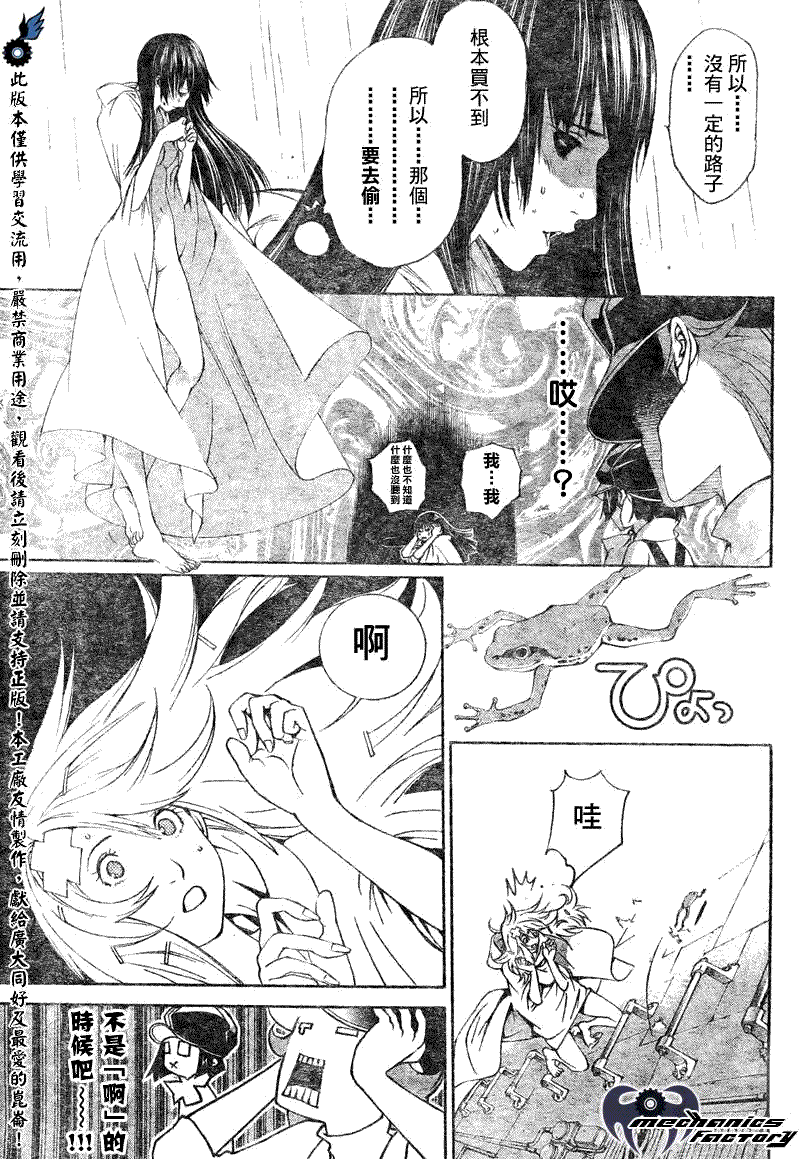 所以……
沒有一定的路子
……
根本買不到
所以……那個
………………
………要去偷…
……哎……？
我…我
什麼也不知道
什麼也沒聽到
ぴょっ
啊
哇
不是「啊」的
時候吧~~~!!!
此版本僅供學習交流用，嚴禁商業用途，觀看後請立刻刪除並請支持正版！本工廠友情製作，獻給廣大同好及最愛的崑崙！
mechanics
Factory